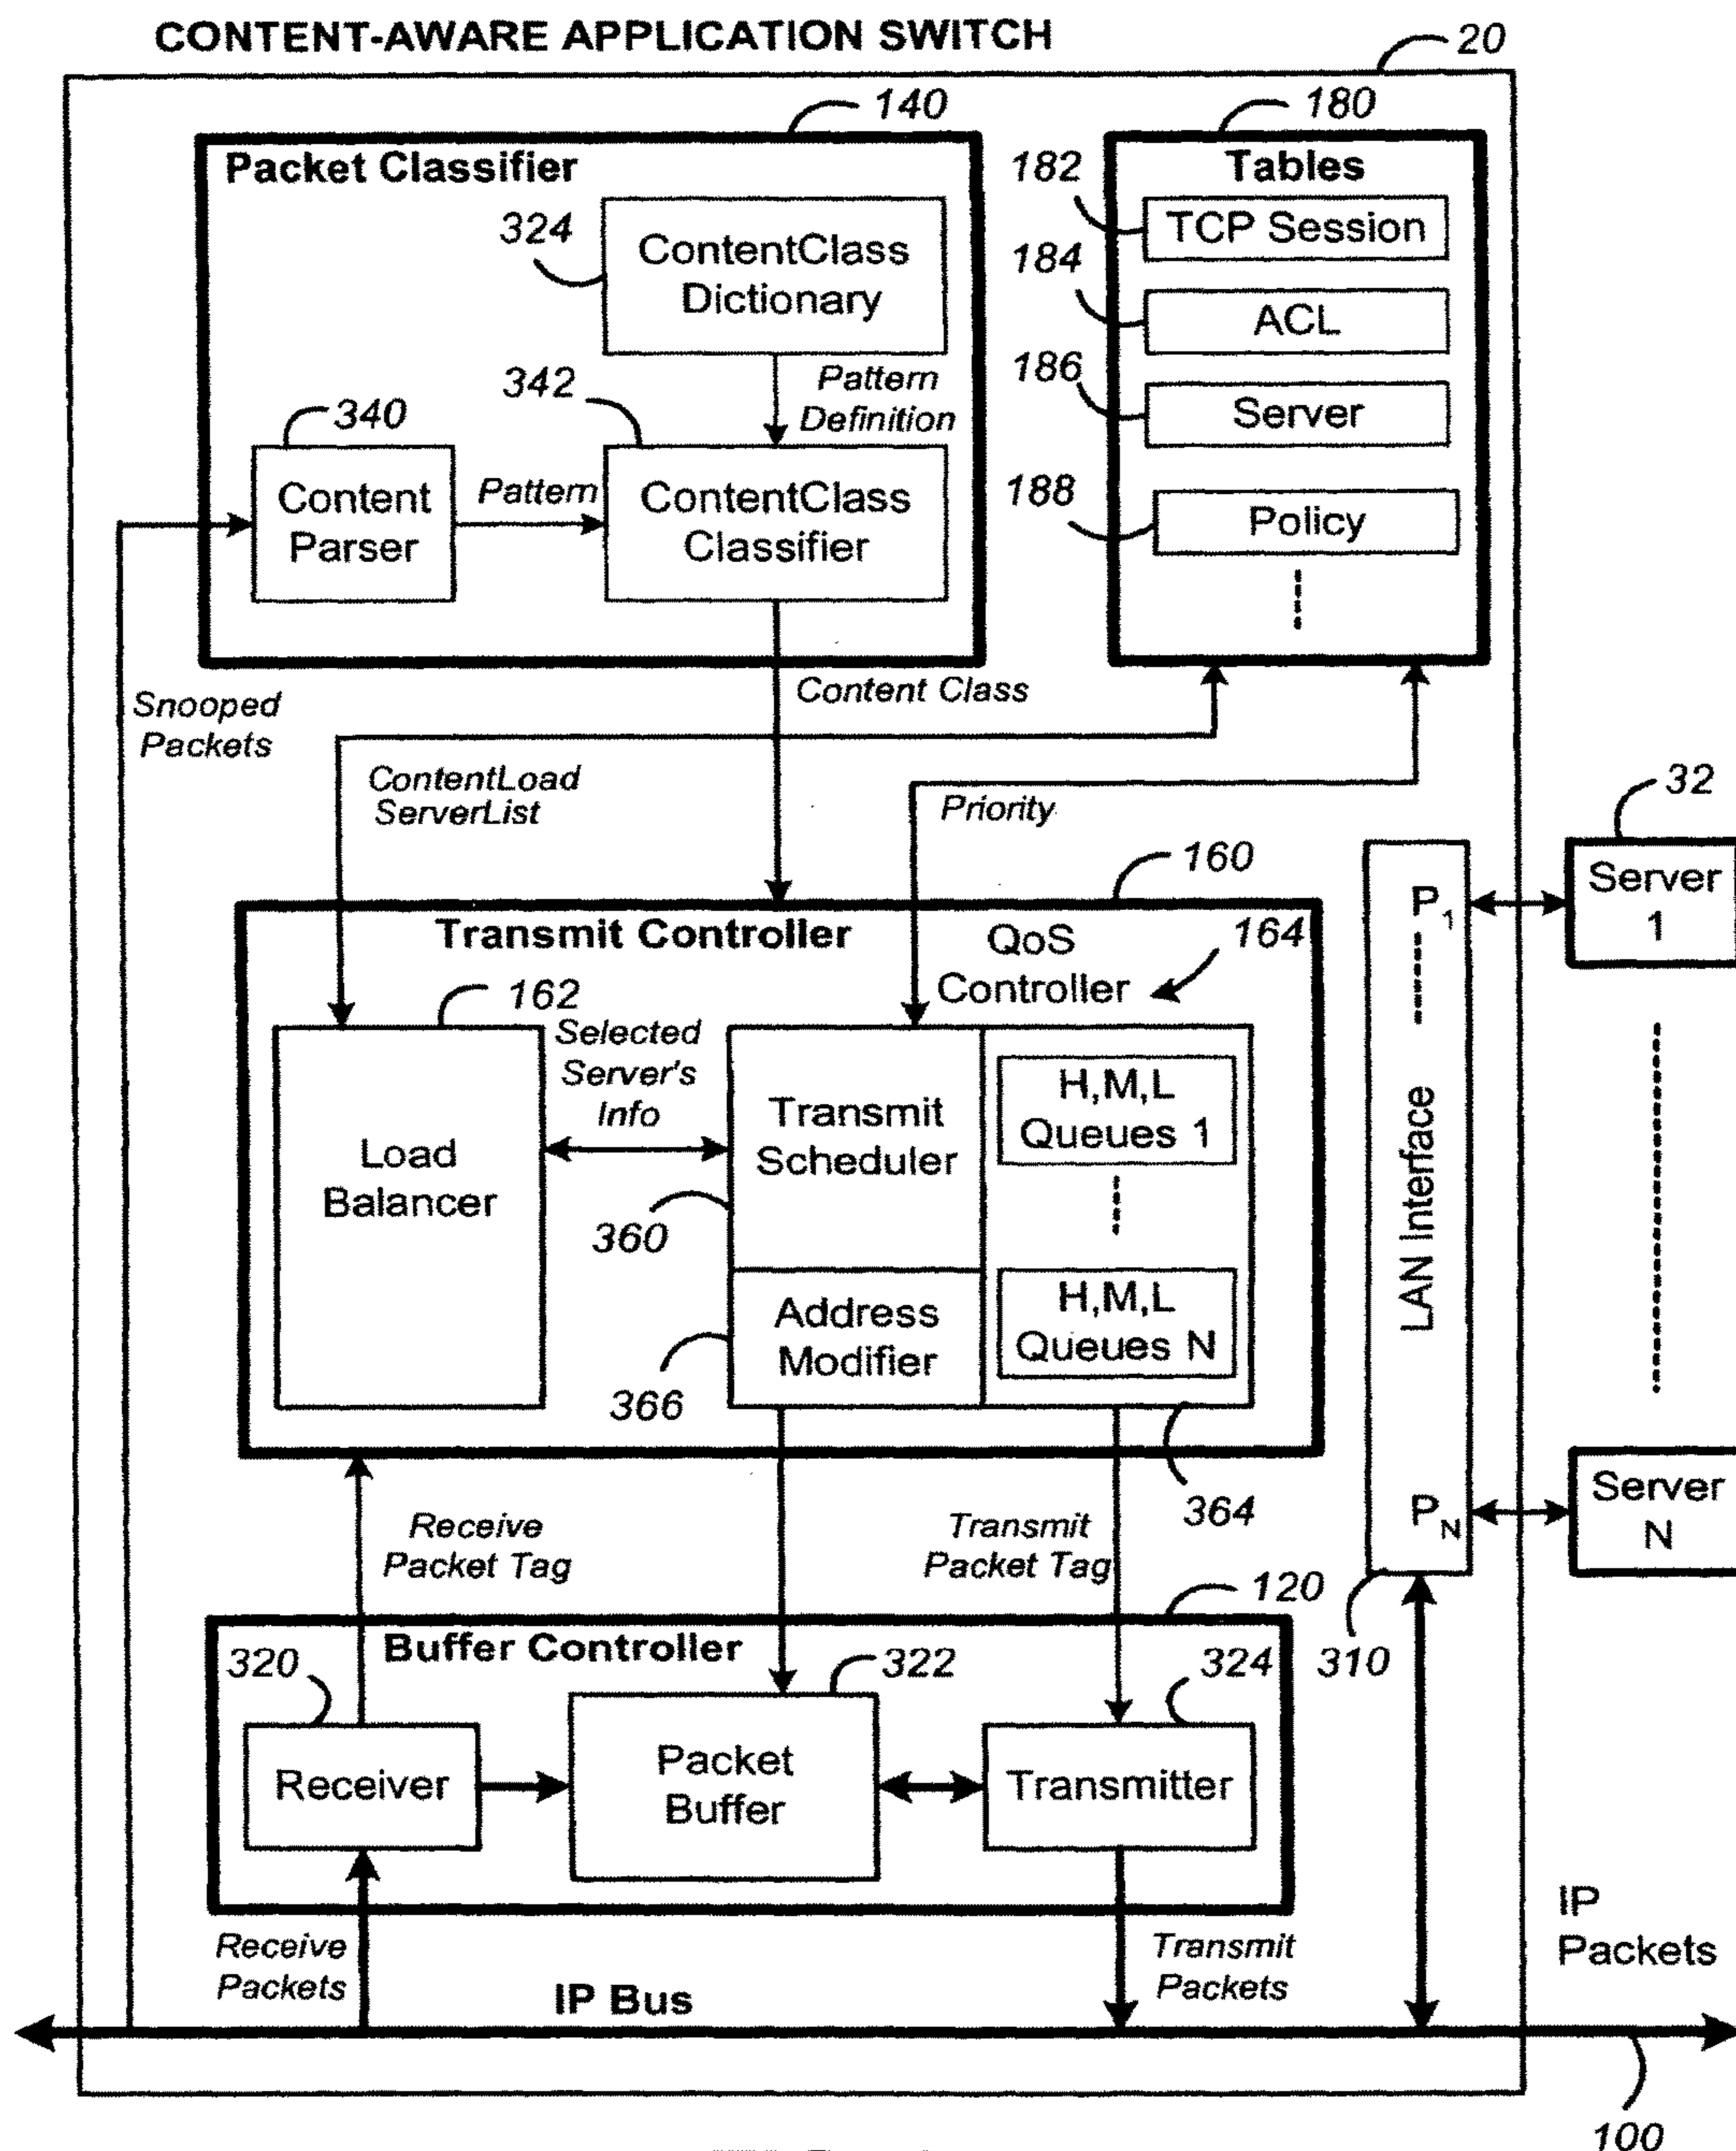 CONTENT-AWARE APPLICATION SWITCH
20
140
Packet Classifier
324
ContentClass
Dictionary
Pattern
Definition
342
340
Content
Parser
Pattern
ContentClass
Classifier
180
Tables
182
TCP Session
184
ACL
186
Server
188
Policy
Snooped
Packets
Content Class
ContentLoad
ServerList
Priority
32
Server
1
160
Transmit Controller
QoS
Controller
164
162
Load
Balancer
Selected
Server's
Info
Transmit
Scheduler
360
Address
Modifier
366
H,M,L
Queues 1
H,M,L
Queues N
364
P1
LAN Interface
PN
310
Server
N
Receive
Packet Tag
Transmit
Packet Tag
120
Buffer Controller
320
Receiver
322
Packet
Buffer
324
Transmitter
Receive
Packets
Transmit
Packets
IP Bus
IP
Packets
100